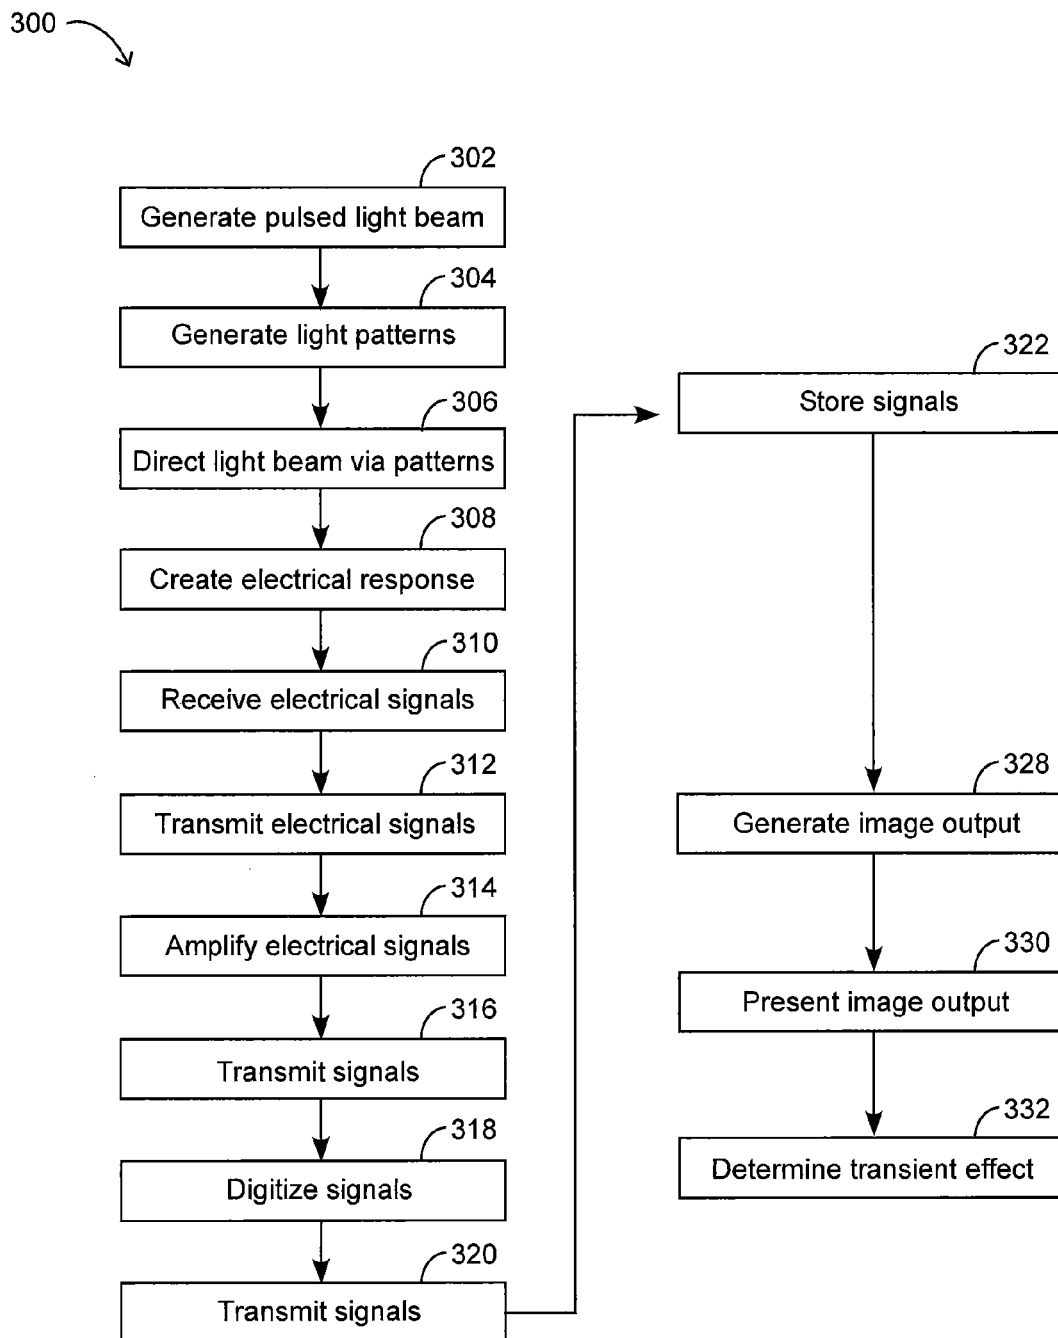 300
302
Generate pulsed light beam
304
Generate light patterns
306
Direct light beam via patterns
308
Create electrical response
310
Receive electrical signals
312
Transmit electrical signals
314
Amplify electrical signals
316
Transmit signals
318
Digitize signals
320
Transmit signals
322
Store signals
328
Generate image output
330
Present image output
332
Determine transient effect